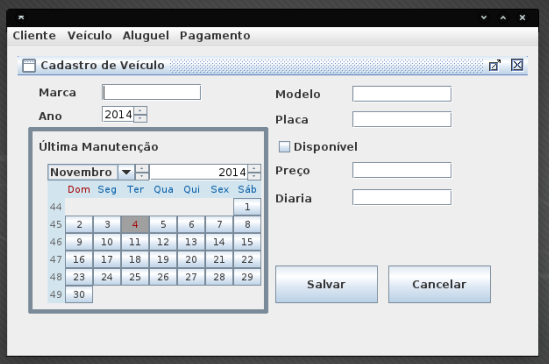 Cliente Veículo Aluguel Pagamento
Cadastro de Veículo
Marca
Modelo
Ano 2014
Placa
Última Manutenção
Disponível
Novembro 2014
Preço
Dom Seg Ter Qua Qui Sex Sáb
Diaria
44 1
45 2 3 4 5 6 7 8
46 9 10 11 12 13 14 15
47 16 17 18 19 20 21 22
48 23 24 25 26 27 28 29
49 30
Salvar Cancelar